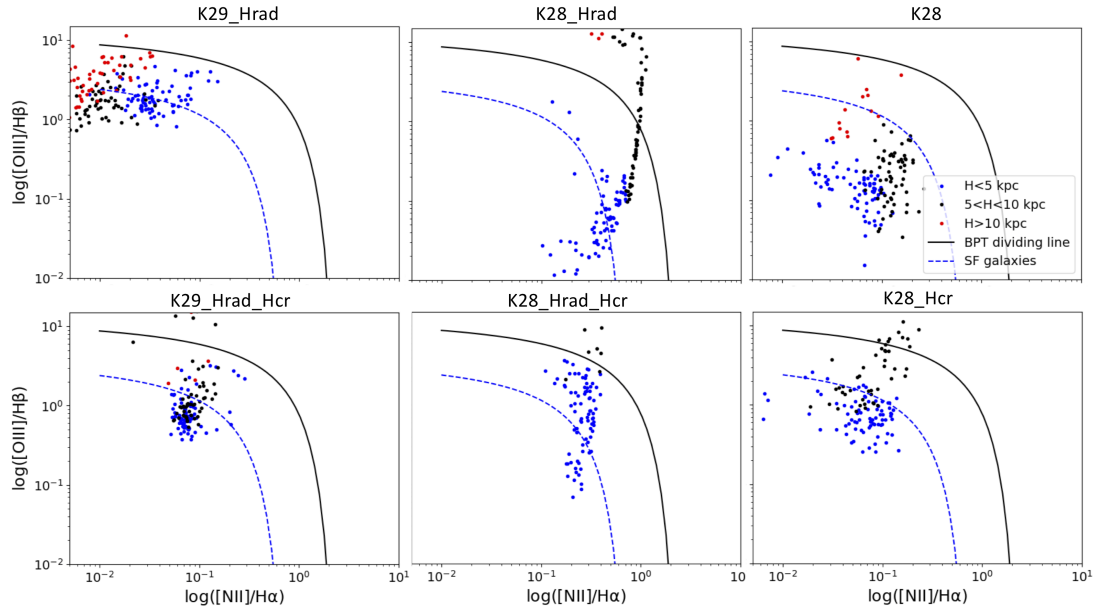 K29_Hrad K28_Hrad K28
log([OIII]/Hβ)
10¹
10⁰
10⁻¹
10⁻²
H<5 kpc
5<H<10 kpc
H>10 kpc
BPT dividing line
SF galaxies
K29_Hrad_Hcr K28_Hrad_Hcr K28_Hcr
log([OIII]/Hβ)
10¹
10⁰
10⁻¹
10⁻²
10⁻² 10⁻¹ 10⁰ 10¹ 10⁻² 10⁻¹ 10⁰ 10¹ 10⁻² 10⁻¹ 10⁰ 10¹
log([NII]/Hα) log([NII]/Hα) log([NII]/Hα)